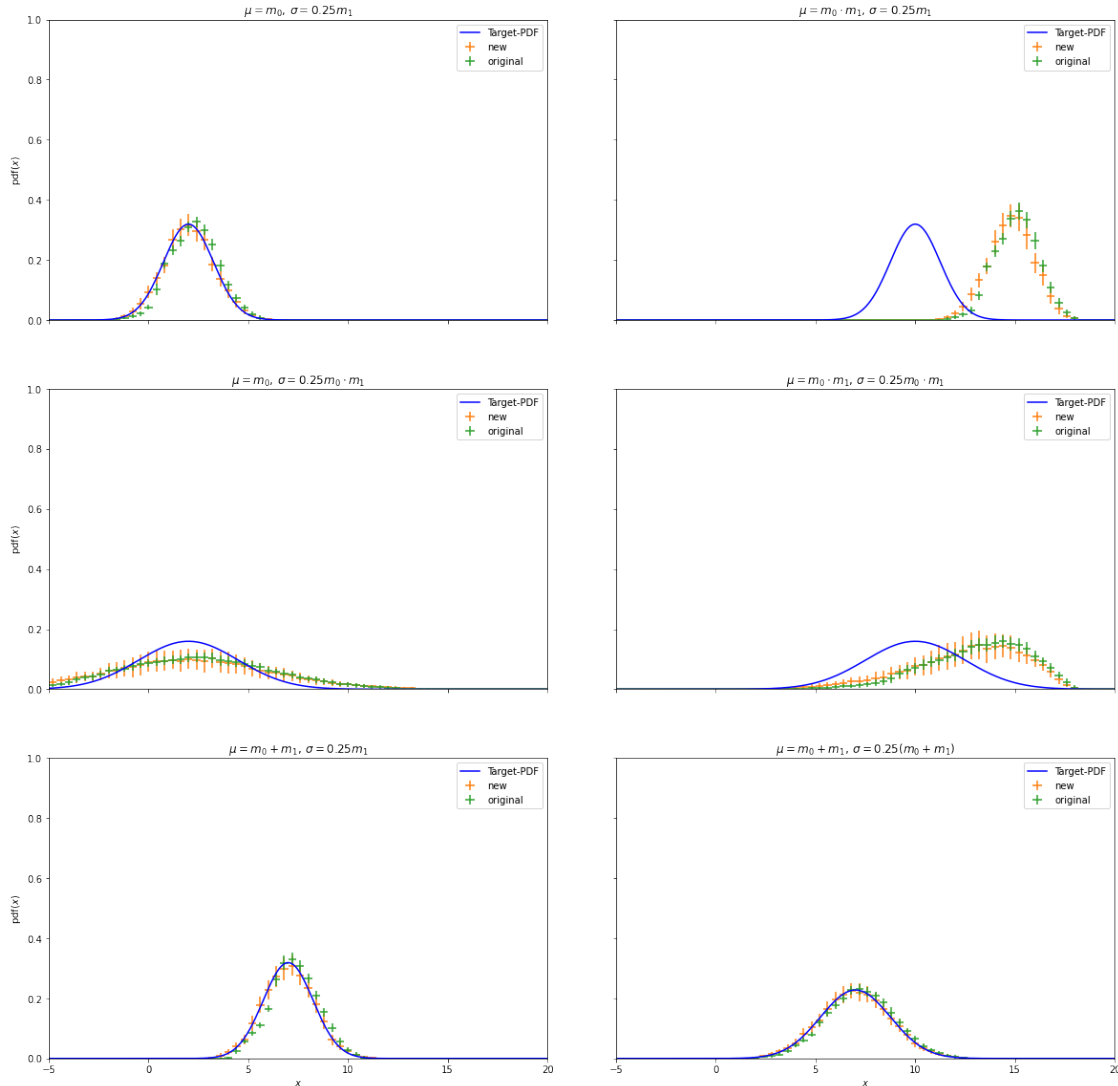 μ = m₀, σ = 0.25m₁
1.0
0.8
0.6
0.4
0.2
0.0
pdf(x)
Target-PDF
new
original
μ = m₀ · m₁, σ = 0.25m₁
Target-PDF
new
original
μ = m₀, σ = 0.25m₀ · m₁
1.0
0.8
0.6
0.4
0.2
0.0
pdf(x)
Target-PDF
new
original
μ = m₀ · m₁, σ = 0.25m₀ · m₁
Target-PDF
new
original
μ = m₀ + m₁, σ = 0.25m₁
1.0
0.8
0.6
0.4
0.2
0.0
pdf(x)
Target-PDF
new
original
−5 0 5 10 15 20
x
μ = m₀ + m₁, σ = 0.25(m₀ + m₁)
Target-PDF
new
original
−5 0 5 10 15 20
x